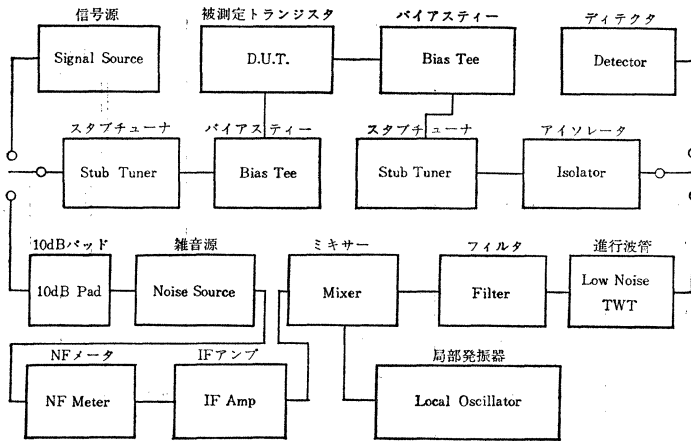 信号源
被測定トランジスタ
バイアスティー
ディテクタ
Signal Source
D.U.T.
Bias Tee
Detector
スタブチューナ
バイアスティー
スタブチューナ
アイソレータ
Stub Tuner
Bias Tee
Stub Tuner
Isolator
10dBパッド
雑音源
ミキサー
フィルタ
進行波管
10dB Pad
Noise Source
Mixer
Filter
Low Noise
TWT
NFメータ
IFアンプ
局部発振器
NF Meter
IF Amp
Local Oscillator